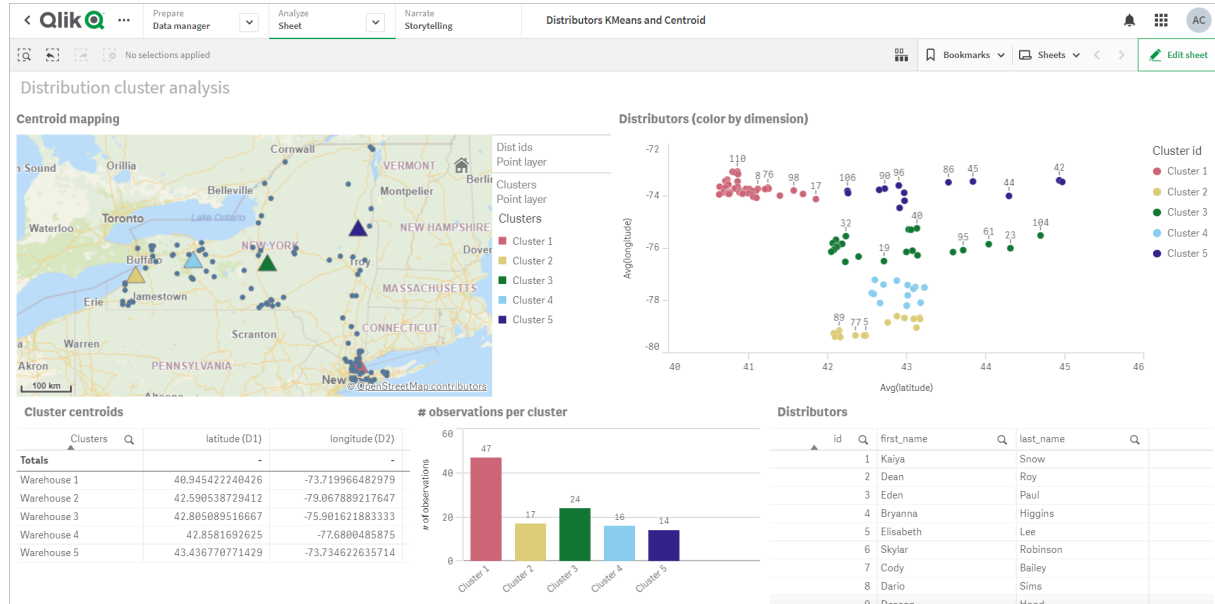 Qlik
Prepare
Data manager
Analyze
Sheet
Narrate
Storytelling
Distributors KMeans and Centroid
AC
No selections applied
Bookmarks
Sheets
Edit sheet
Distribution cluster analysis
Centroid mapping
Cornwall
Orillia
VERMONT
Montpelier
Belleville
Toronto
Lake Ontario
Waterloo
NEW HAMPSHIRE
NEW YORK
Buffalo
Troy
MASSACHUSETTS
Erie
Jamestown
CONNECTICUT
Scranton
Warren
Akron
PENNSYLVANIA
New
100 km
© OpenStreetMap contributors
Dist ids
Point layer
Clusters
Point layer
Clusters
Cluster 1
Cluster 2
Cluster 3
Cluster 4
Cluster 5
Distributors (color by dimension)
Avg(longitude)
-72
-74
-76
-78
-80
110
8 76
98
17
106
90
96
86
45
44
42
32
40
19
95
61
23
104
89
77 5
40
41
42
43
44
45
46
Avg(latitude)
Cluster id
Cluster 1
Cluster 2
Cluster 3
Cluster 4
Cluster 5
Cluster centroids
Clusters latitude (D1) longitude (D2)
Totals - -
Warehouse 1 40.945422240426 -73.719966482979
Warehouse 2 42.590538729412 -79.067889217647
Warehouse 3 42.805089516667 -75.901621883333
Warehouse 4 42.8581692625 -77.6800485875
Warehouse 5 43.436770771429 -73.734622635714
# observations per cluster
# of observations
60
40
20
0
47
17
24
16
14
Cluster 1
Cluster 2
Cluster 3
Cluster 4
Cluster 5
Distributors
id first_name last_name
1 Kaiya Snow
2 Dean Roy
3 Eden Paul
4 Bryanna Higgins
5 Elisabeth Lee
6 Skylar Robinson
7 Cody Bailey
8 Dario Sims